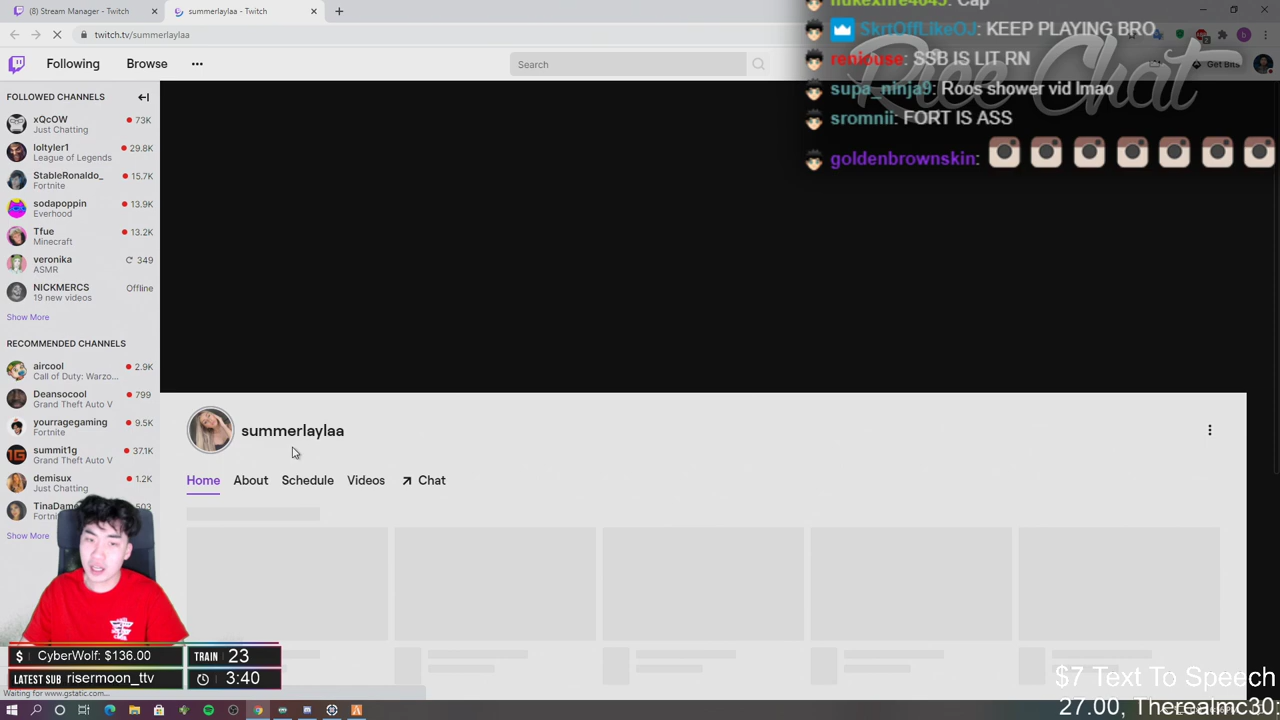 (8) Stream Manager - Twitch
summerlaylaa - Twitch
twitch.tv/summerlaylaa
Following
Browse
Search
Get Bits
FOLLOWED CHANNELS
xQcOW
73K
Just Chatting
loltyler1
29.8K
League of Legends
StableRonaldo_
15.7K
Fortnite
sodapoppin
13.9K
Everhood
Tfue
13.2K
Minecraft
veronika
349
ASMR
NICKMERCS
Offline
19 new videos
Show More
RECOMMENDED CHANNELS
aircool
2.9K
Call of Duty: Warzo...
Deansocool
799
Grand Theft Auto V
yourragegaming
9.5K
Fortnite
summit1g
37.1K
Grand Theft Auto V
demisux
1.2K
Just Chatting
503
Show More
summerlaylaa
Home
About
Schedule
Videos
Chat
Rice Chat
Cap
SkrtOffLikeOJ: KEEP PLAYING BRO
reniouse: SSB IS LIT RN
supa_ninja9: Roos shower vid lmao
sromnii: FORT IS ASS
goldenbrownskin:
$ CyberWolf: $136.00
TRAIN 23
LATEST SUB risermoon_ttv
3:40
Waiting for www.gstatic.com...
$7 Text To Speech
27.00, Therealmc30: